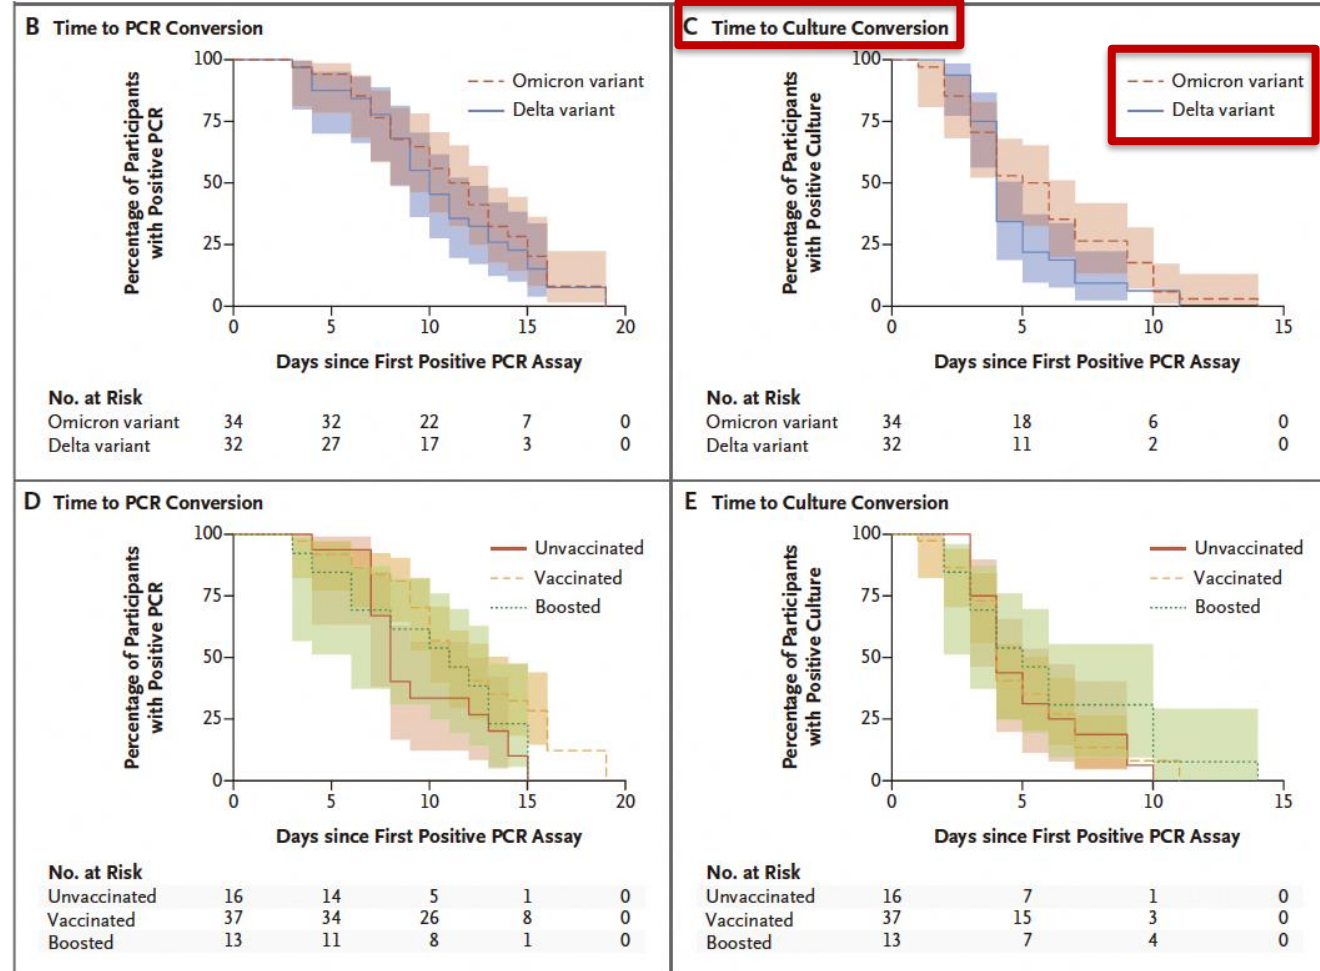 B Time to PCR Conversion
100
75
50
25
0
Percentage of Participants
with Positive PCR
Omicron variant
Delta variant
0 5 10 15 20
Days since First Positive PCR Assay
No. at Risk
Omicron variant 34 32 22 7 0
Delta variant 32 27 17 3 0
C Time to Culture Conversion
100
75
50
25
0
Percentage of Participants
with Positive Culture
Omicron variant
Delta variant
0 5 10 15
Days since First Positive PCR Assay
No. at Risk
Omicron variant 34 18 6 0
Delta variant 32 11 2 0
D Time to PCR Conversion
100
75
50
25
0
Percentage of Participants
with Positive PCR
Unvaccinated
Vaccinated
Boosted
0 5 10 15 20
Days since First Positive PCR Assay
No. at Risk
Unvaccinated 16 14 5 1 0
Vaccinated 37 34 26 8 0
Boosted 13 11 8 1 0
E Time to Culture Conversion
100
75
50
25
0
Percentage of Participants
with Positive Culture
Unvaccinated
Vaccinated
Boosted
0 5 10 15
Days since First Positive PCR Assay
No. at Risk
Unvaccinated 16 7 1 0
Vaccinated 37 15 3 0
Boosted 13 7 4 0